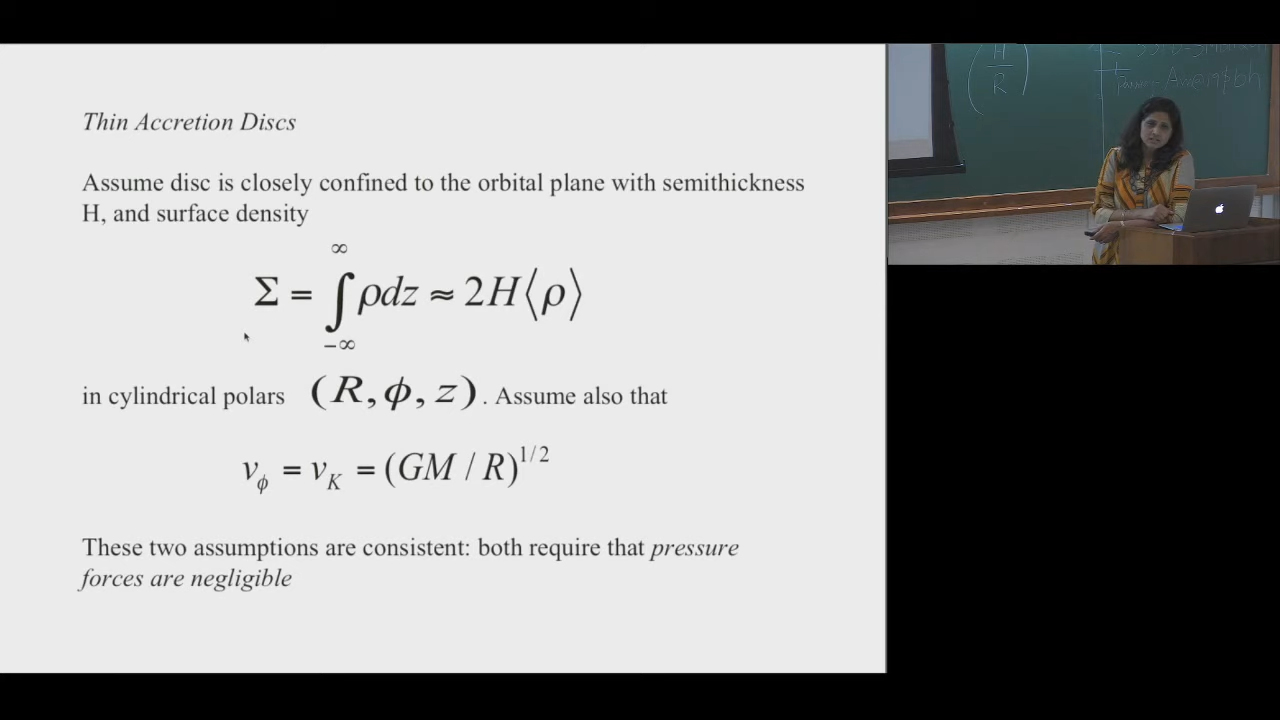 Thin Accretion Discs
Assume disc is closely confined to the orbital plane with semithickness
H, and surface density
Σ = ∫_{-∞}^{∞} ρdz ≈ 2H⟨ρ⟩
in cylindrical polars (R, ϕ, z). Assume also that
v_ϕ = v_K = (GM / R)^{1/2}
These two assumptions are consistent: both require that pressure
forces are negligible
(H/R)